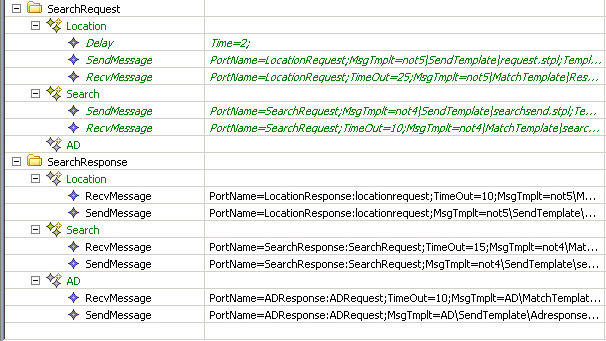 SearchRequest
Location
Delay Time=2;
SendMessage PortName=LocationRequest;MsgTmplt=not5|SendTemplate|request.stpl;Templ...
RecvMessage PortName=LocationRequest;TimeOut=25;MsgTmplt=not5|MatchTemplate|Res...
Search
SendMessage PortName=SearchRequest;MsgTmplt=not4|SendTemplate|searchsend.stpl;Te...
RecvMessage PortName=SearchRequest;TimeOut=10;MsgTmplt=not4|MatchTemplate|searc...
AD
SearchResponse
Location
RecvMessage PortName=LocationResponse:locationrequest;TimeOut=10;MsgTmplt=not5\M...
SendMessage PortName=LocationResponse:locationrequest;MsgTmplt=not5\SendTemplate\...
Search
RecvMessage PortName=SearchResponse:SearchRequest;TimeOut=15;MsgTmplt=not4\Mat...
SendMessage PortName=SearchResponse:SearchRequest;MsgTmplt=not4\SendTemplate\se...
AD
RecvMessage PortName=ADResponse:ADRequest;TimeOut=10;MsgTmplt=AD\MatchTemplat...
SendMessage PortName=ADResponse:ADRequest;MsgTmplt=AD\SendTemplate\Adresponse...